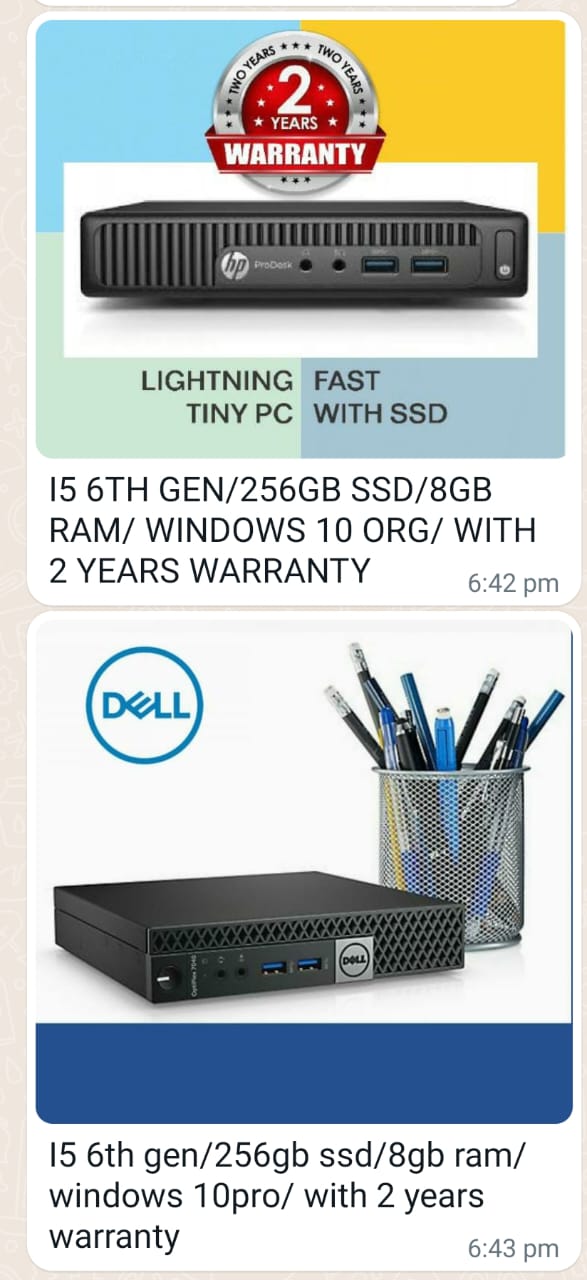 TWO YEARS ★ ★ ★ TWO YEARS
2
★ YEARS ★
WARRANTY
hp ProDesk
LIGHTNING FAST
TINY PC WITH SSD
I5 6TH GEN/256GB SSD/8GB
RAM/ WINDOWS 10 ORG/ WITH
2 YEARS WARRANTY
6:42 pm
DELL
OptiPlex 7040
DELL
I5 6th gen/256gb ssd/8gb ram/
windows 10pro/ with 2 years
warranty
6:43 pm